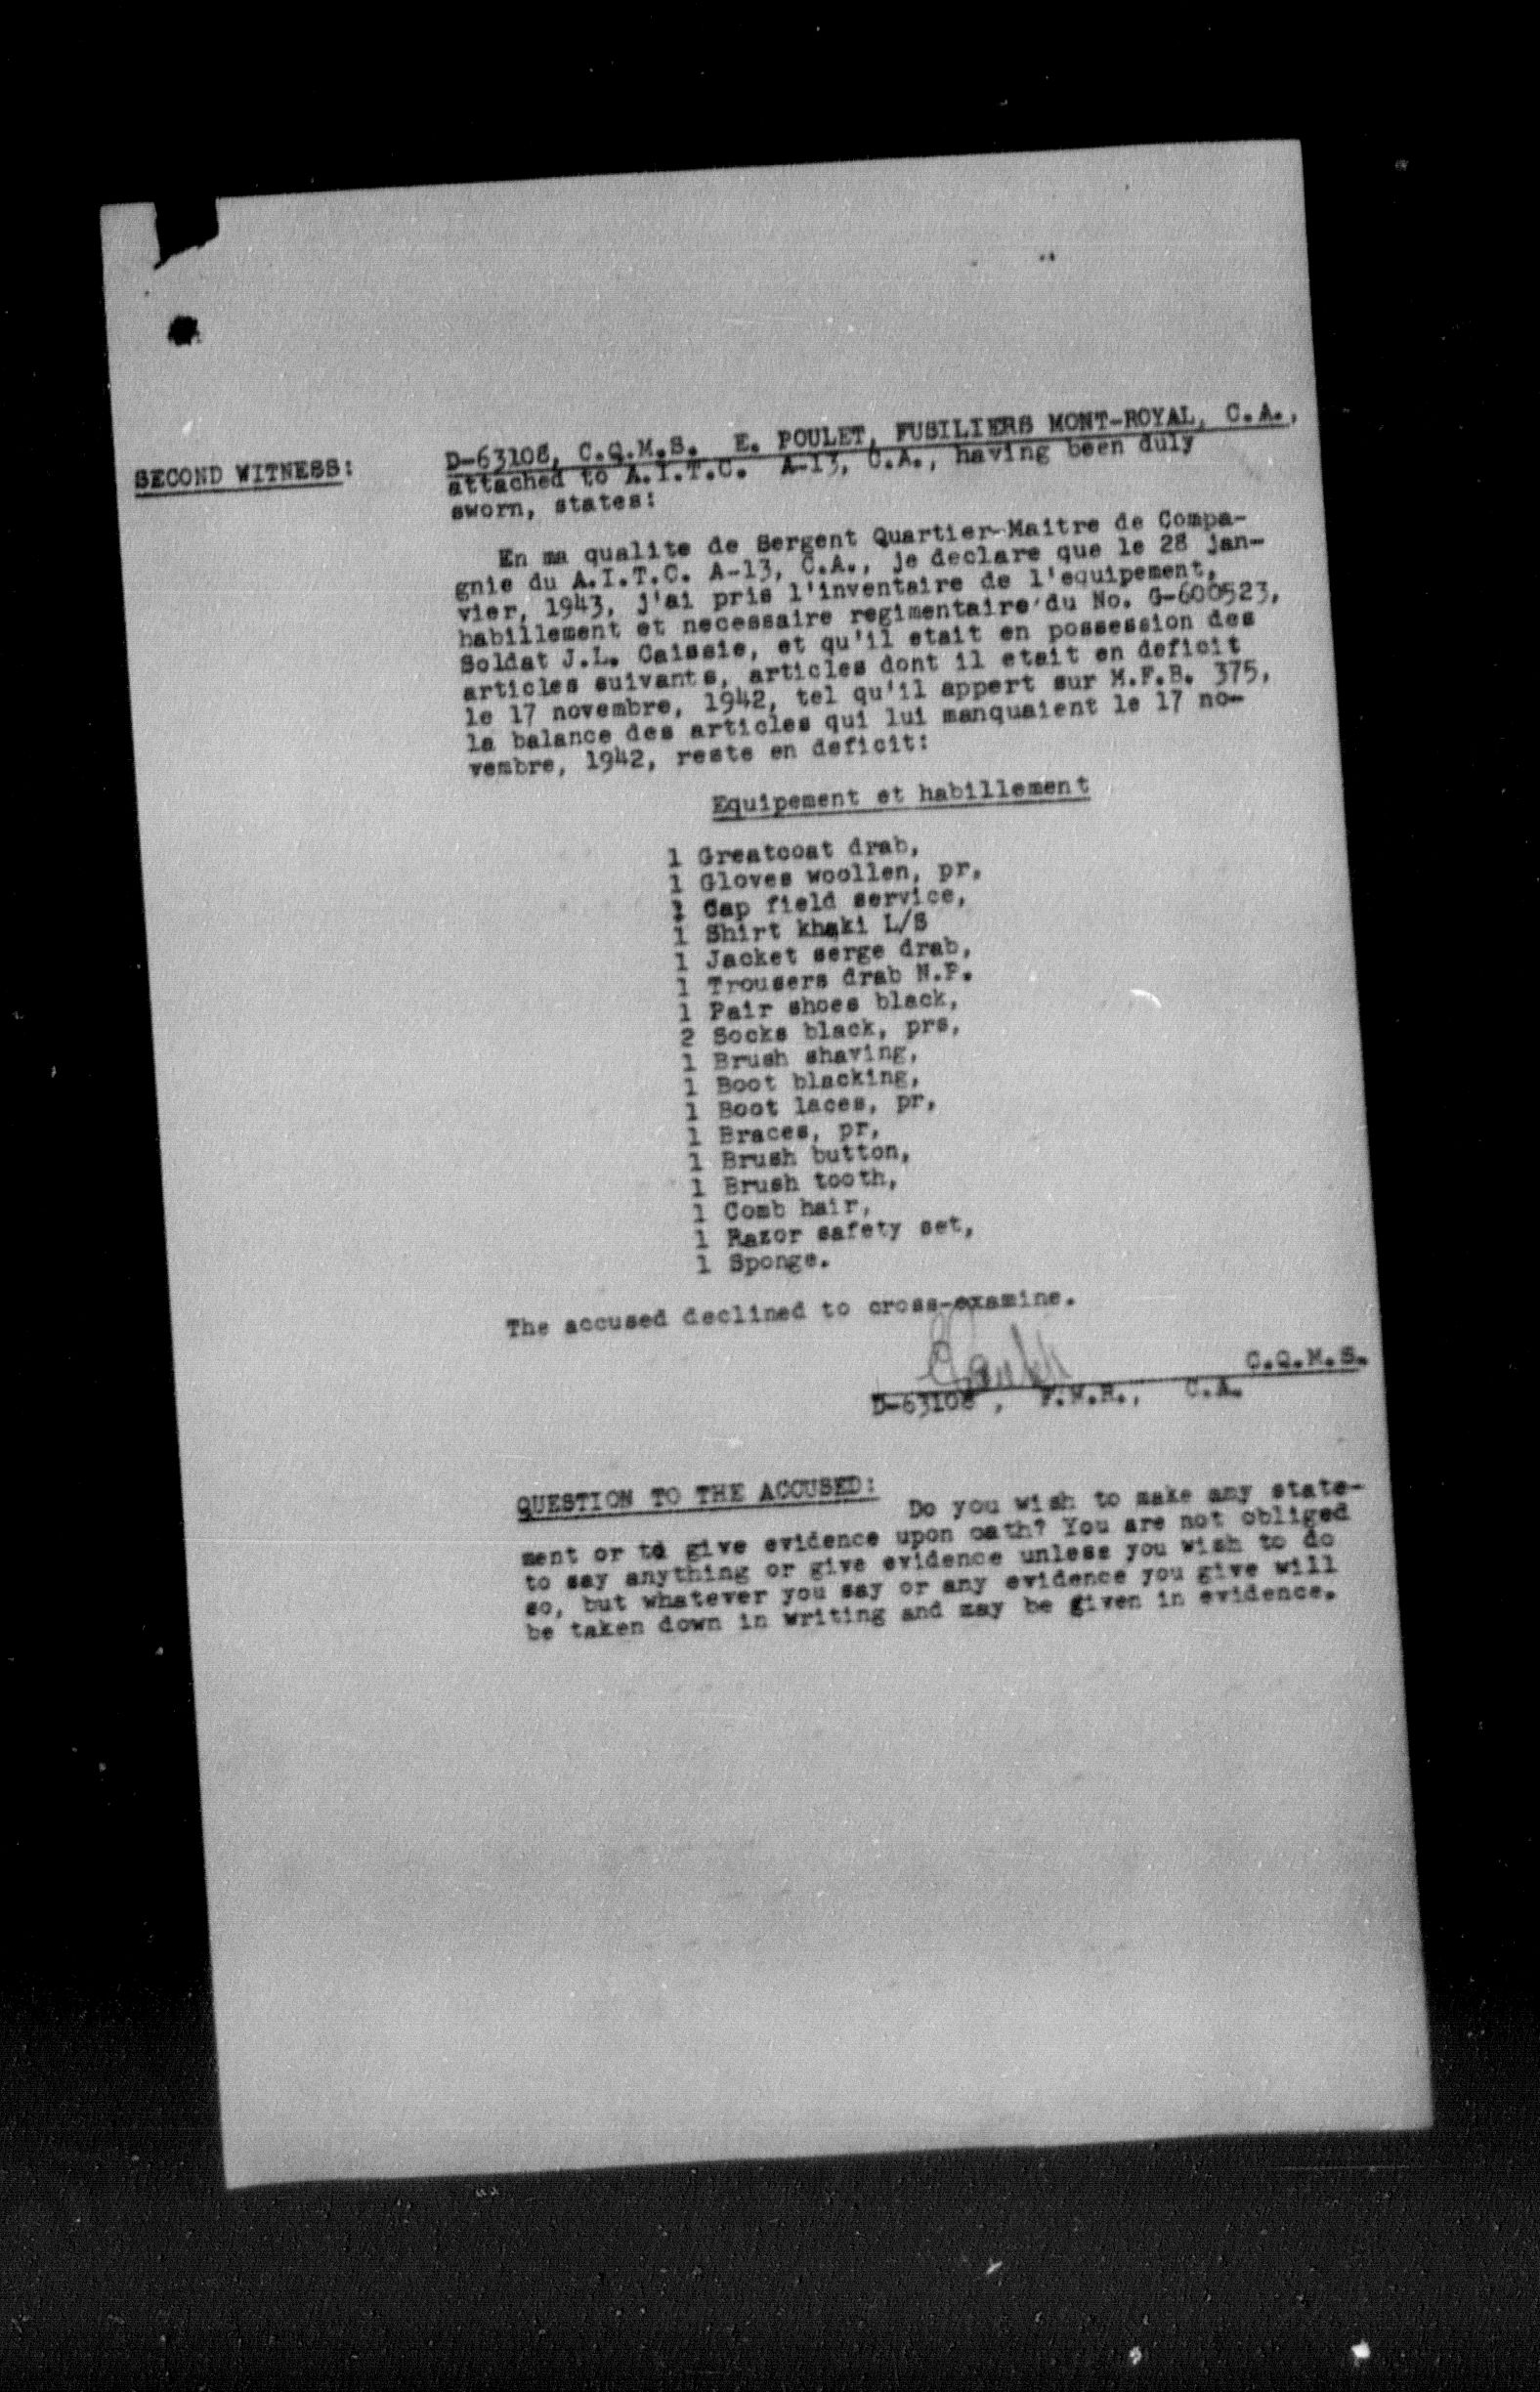 SECOND WITNESS: D-63108, C.Q.M.S. E. POULET, FUSILIERS MONT-ROYAL, C.A.,
attached to A.I.T.C. A-13, C.A., having been duly
sworn, states:
En ma qualite de Sergent Quartier-Maitre de Compa-
gnie du A.I.T.C. A-13, C.A., je declare que le 28 jan-
vier, 1943, j'ai pris l'inventaire de l'equipement,
habillement et necessaire regimentaire du No. G-600523,
Soldat J.L. Caissie, et qu'il etait en possession des
articles suivants, articles dont il etait en deficit
le 17 novembre, 1942, tel qu'il appert sur M.F.B. 375,
la balance des articles qui lui manquaient le 17 no-
vembre, 1942, reste en deficit:
Equipement et habillement
1 Greatcoat drab,
1 Gloves woollen, pr,
1 Cap field service,
1 Shirt khaki L/S
1 Jacket serge drab,
1 Trousers drab N.P.
1 Pair shoes black,
2 Socks black, prs,
1 Brush shaving,
1 Boot blacking,
1 Boot laces, pr,
1 Braces, pr,
1 Brush button,
1 Brush tooth,
1 Comb hair,
1 Razor safety set,
1 Sponge.
The accused declined to cross-examine.
C.Q.M.S.
D-63108, F.M.R., C.A.
QUESTION TO THE ACCUSED: Do you wish to make any state-
ment or to give evidence upon oath? You are not obliged
to say anything or give evidence unless you wish to do
so, but whatever you say or any evidence you give will
be taken down in writing and may be given in evidence.